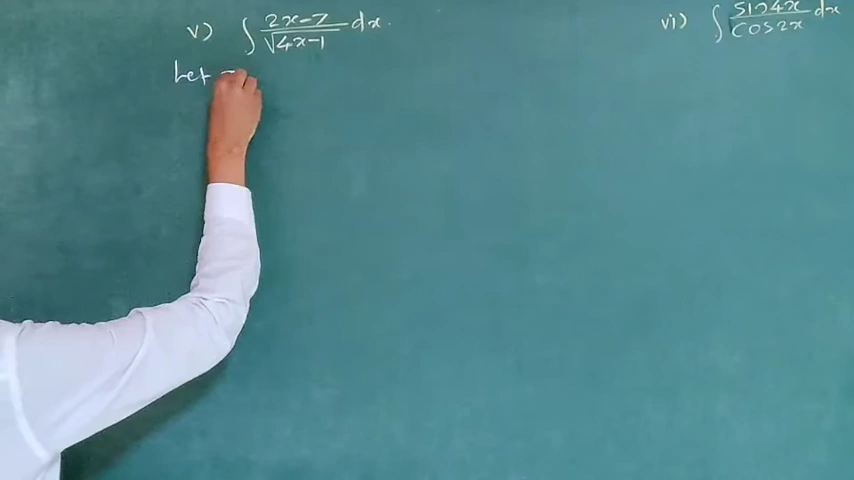 v) ∫ 2x-7 / √4x-1 dx.
Let
vi) ∫ sin4x / cos2x dx